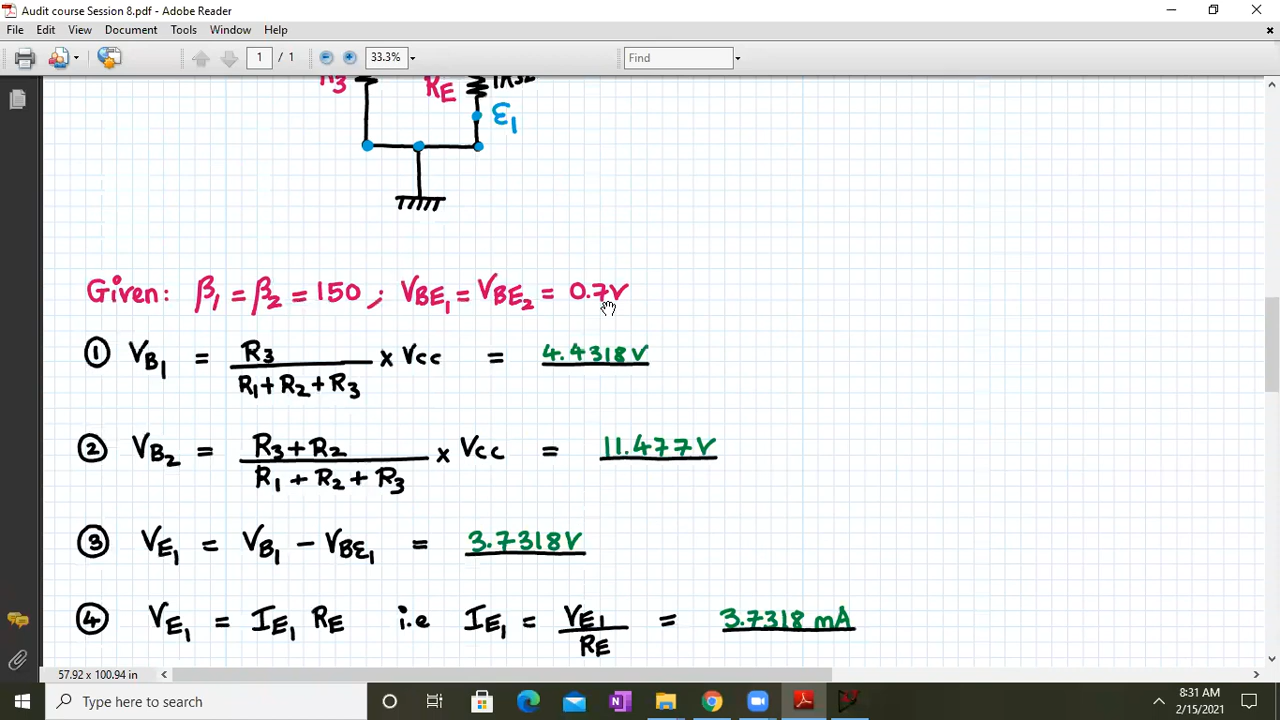 Audit course Session 8.pdf - Adobe Reader
File Edit View Document Tools Window Help
1 / 1 33.3% Find
R3 RE 1KΩ
E1
Given: β1 = β2 = 150 ; VBE1 = VBE2 = 0.7V
① VB1 = R3 / R1 + R2 + R3 x Vcc = 4.4318V
② VB2 = R3 + R2 / R1 + R2 + R3 x Vcc = 11.477V
③ VE1 = VB1 - VBE1 = 3.7318V
④ VE1 = IE1 RE i.e IE1 = VE1 / RE = 3.7318 mA
57.92 x 100.94 in
Type here to search
8:31 AM
2/15/2021